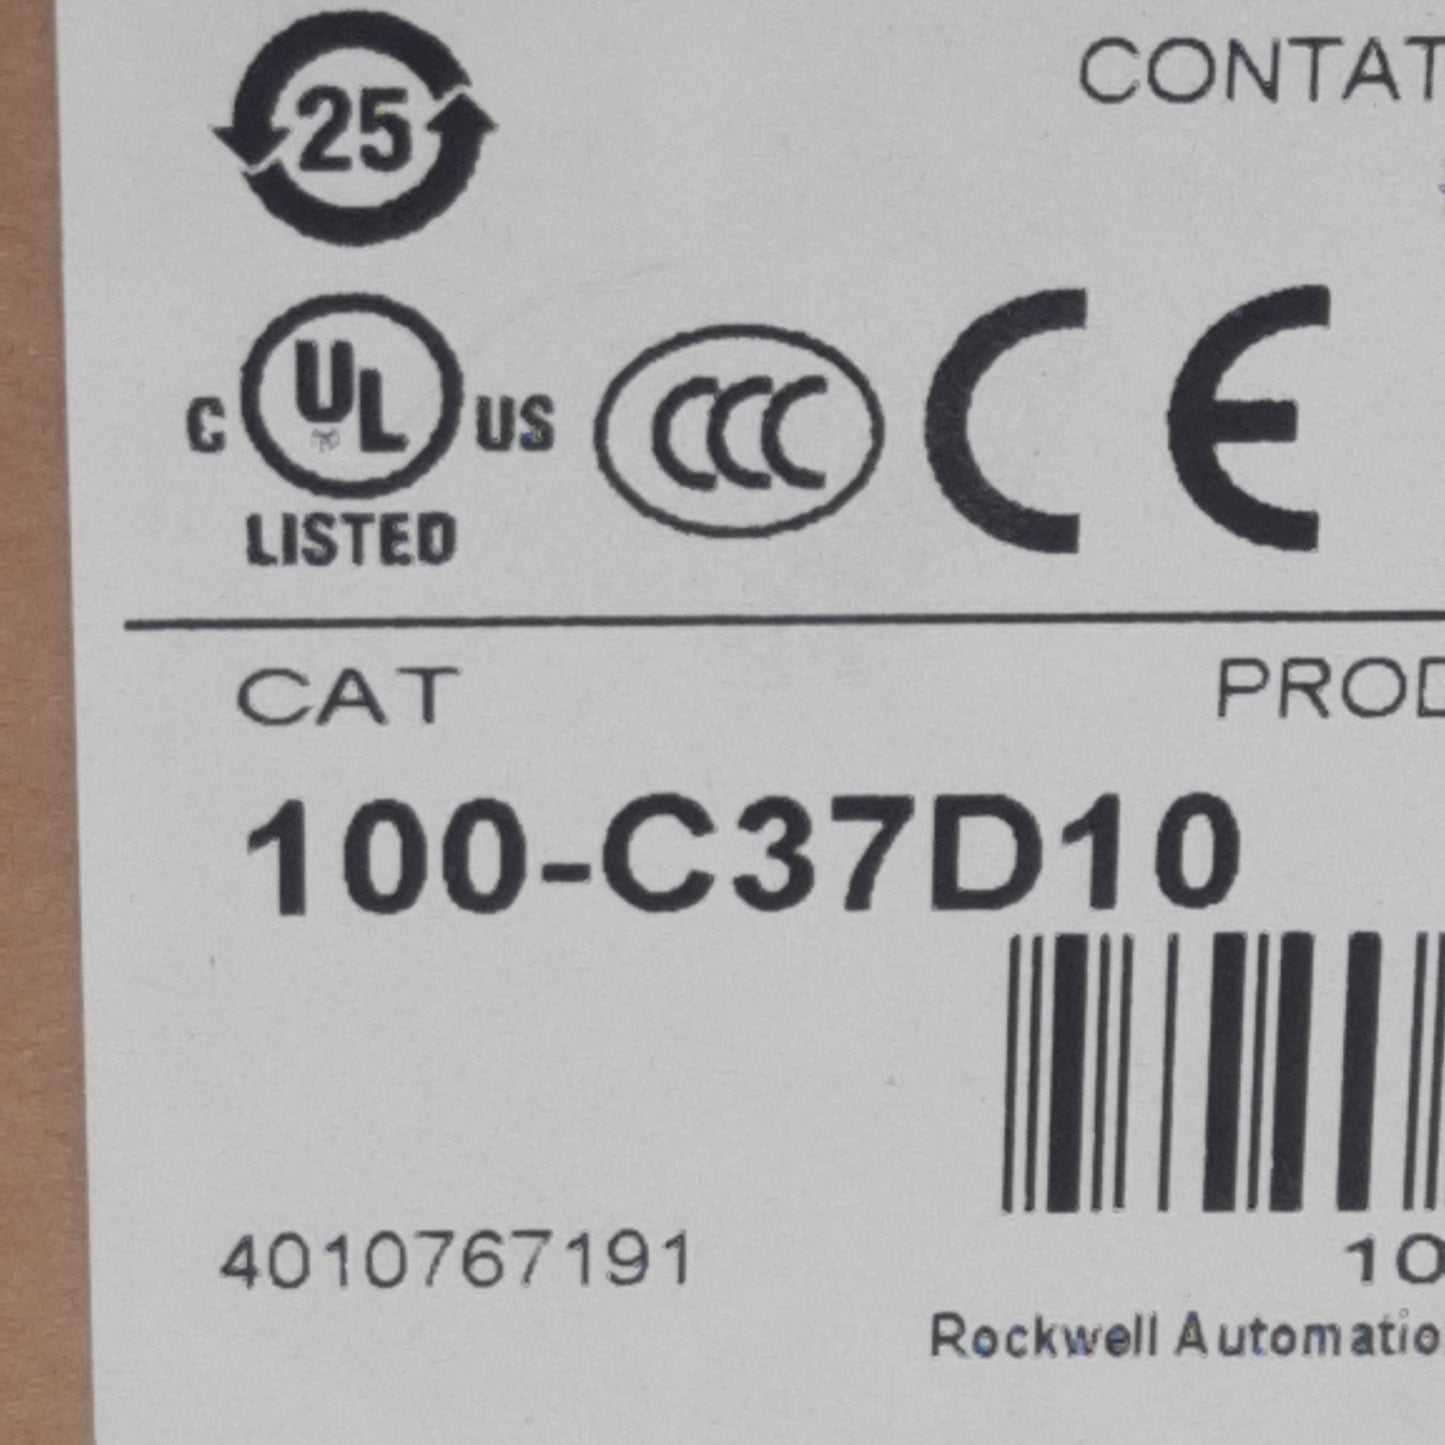 25
CONTAT
C UL US
LISTED
CCC
CE
CAT
PROD
100-C37D10
4010767191
10
Rockwell Automatio